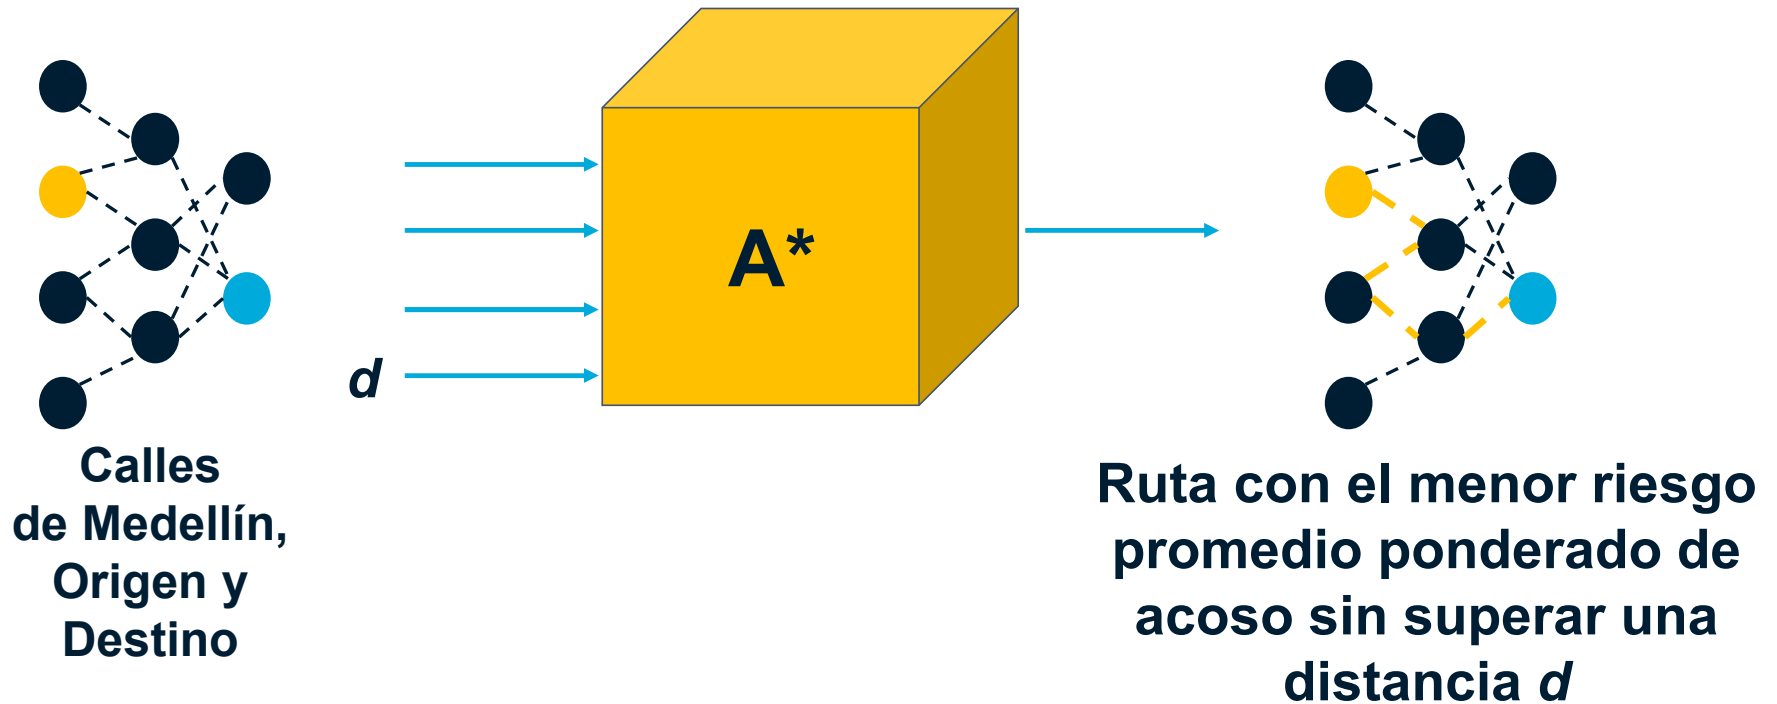 Calles
de Medellín,
Origen y
Destino
d
A*
Ruta con el menor riesgo
promedio ponderado de
acoso sin superar una
distancia d